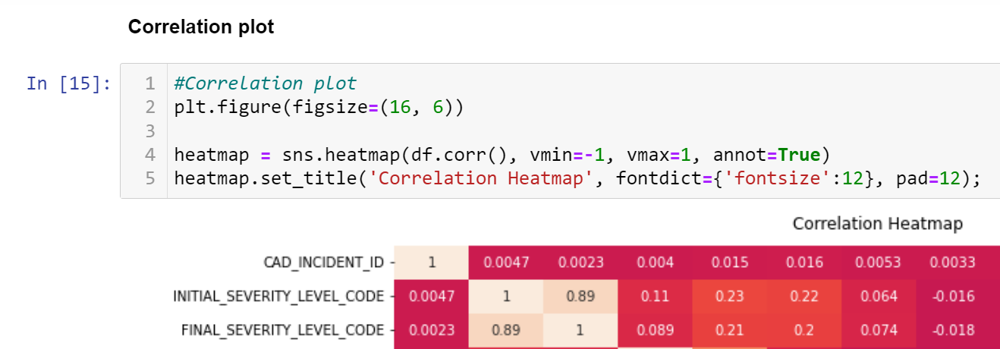 Correlation plot
In [15]:
1 #Correlation plot
2 plt.figure(figsize=(16, 6))
3
4 heatmap = sns.heatmap(df.corr(), vmin=-1, vmax=1, annot=True)
5 heatmap.set_title('Correlation Heatmap', fontdict={'fontsize':12}, pad=12);
Correlation Heatmap
CAD_INCIDENT_ID - 1 0.0047 0.0023 0.004 0.015 0.016 0.0053 0.0033
INITIAL_SEVERITY_LEVEL_CODE - 0.0047 1 0.89 0.11 0.23 0.22 0.064 -0.016
FINAL_SEVERITY_LEVEL_CODE - 0.0023 0.89 1 0.089 0.21 0.2 0.074 -0.018